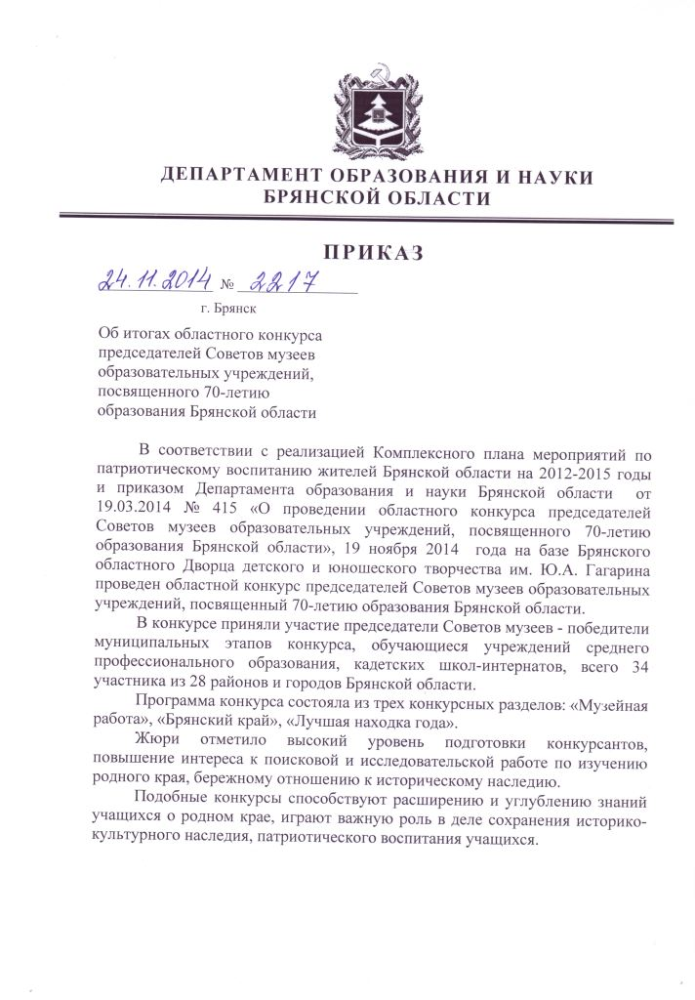 ДЕПАРТАМЕНТ ОБРАЗОВАНИЯ И НАУКИ
БРЯНСКОЙ ОБЛАСТИ
ПРИКАЗ
24.11.2014 № 2217
г. Брянск
Об итогах областного конкурса
председателей Советов музеев
образовательных учреждений,
посвященного 70-летию
образования Брянской области
В соответствии с реализацией Комплексного плана мероприятий по
патриотическому воспитанию жителей Брянской области на 2012-2015 годы
и приказом Департамента образования и науки Брянской области от
19.03.2014 № 415 «О проведении областного конкурса председателей
Советов музеев образовательных учреждений, посвященного 70-летию
образования Брянской области», 19 ноября 2014 года на базе Брянского
областного Дворца детского и юношеского творчества им. Ю.А. Гагарина
проведен областной конкурс председателей Советов музеев образовательных
учреждений, посвященный 70-летию образования Брянской области.
В конкурсе приняли участие председатели Советов музеев - победители
муниципальных этапов конкурса, обучающиеся учреждений среднего
профессионального образования, кадетских школ-интернатов, всего 34
участника из 28 районов и городов Брянской области.
Программа конкурса состояла из трех конкурсных разделов: «Музейная
работа», «Брянский край», «Лучшая находка года».
Жюри отметило высокий уровень подготовки конкурсантов,
повышение интереса к поисковой и исследовательской работе по изучению
родного края, бережному отношению к историческому наследию.
Подобные конкурсы способствуют расширению и углублению знаний
учащихся о родном крае, играют важную роль в деле сохранения историко-
культурного наследия, патриотического воспитания учащихся.